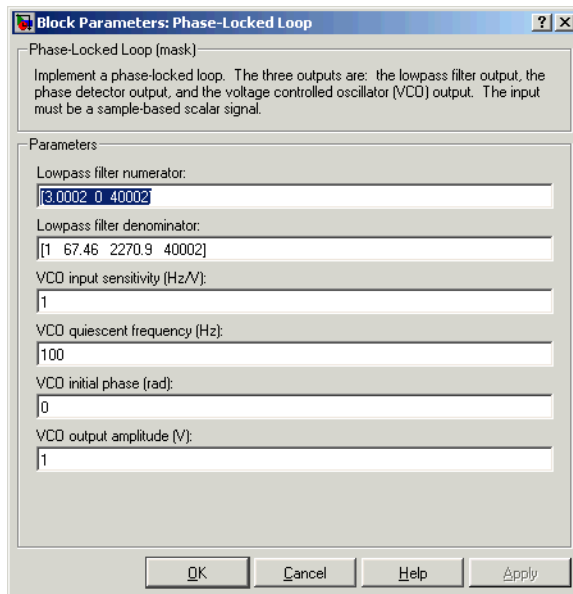 Block Parameters: Phase-Locked Loop
Phase-Locked Loop (mask)
Implement a phase-locked loop. The three outputs are: the lowpass filter output, the
phase detector output, and the voltage controlled oscillator (VCO) output. The input
must be a sample-based scalar signal.
Parameters
Lowpass filter numerator:
[3.0002 0 40002]
Lowpass filter denominator:
[1 67.46 2270.9 40002]
VCO input sensitivity (Hz/V):
1
VCO quiescent frequency (Hz):
100
VCO initial phase (rad):
0
VCO output amplitude (V):
1
OK Cancel Help Apply